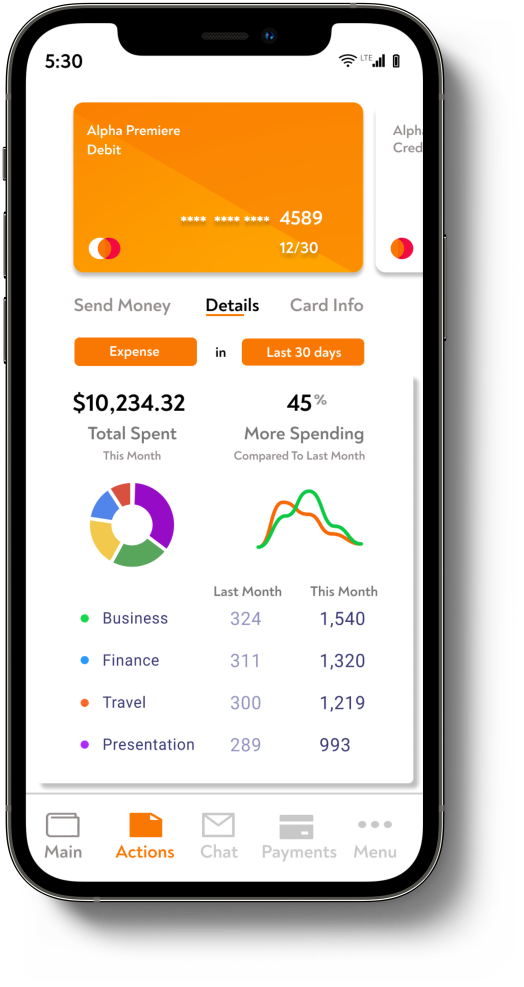 5:30
LTE
Alpha Premiere
Debit
**** **** **** 4589
12/30
Send Money Details Card Info
Expense in Last 30 days
$10,234.32 45%
Total Spent More Spending
This Month Compared To Last Month
Last Month This Month
Business 324 1,540
Finance 311 1,320
Travel 300 1,219
Presentation 289 993
Main Actions Chat Payments Menu